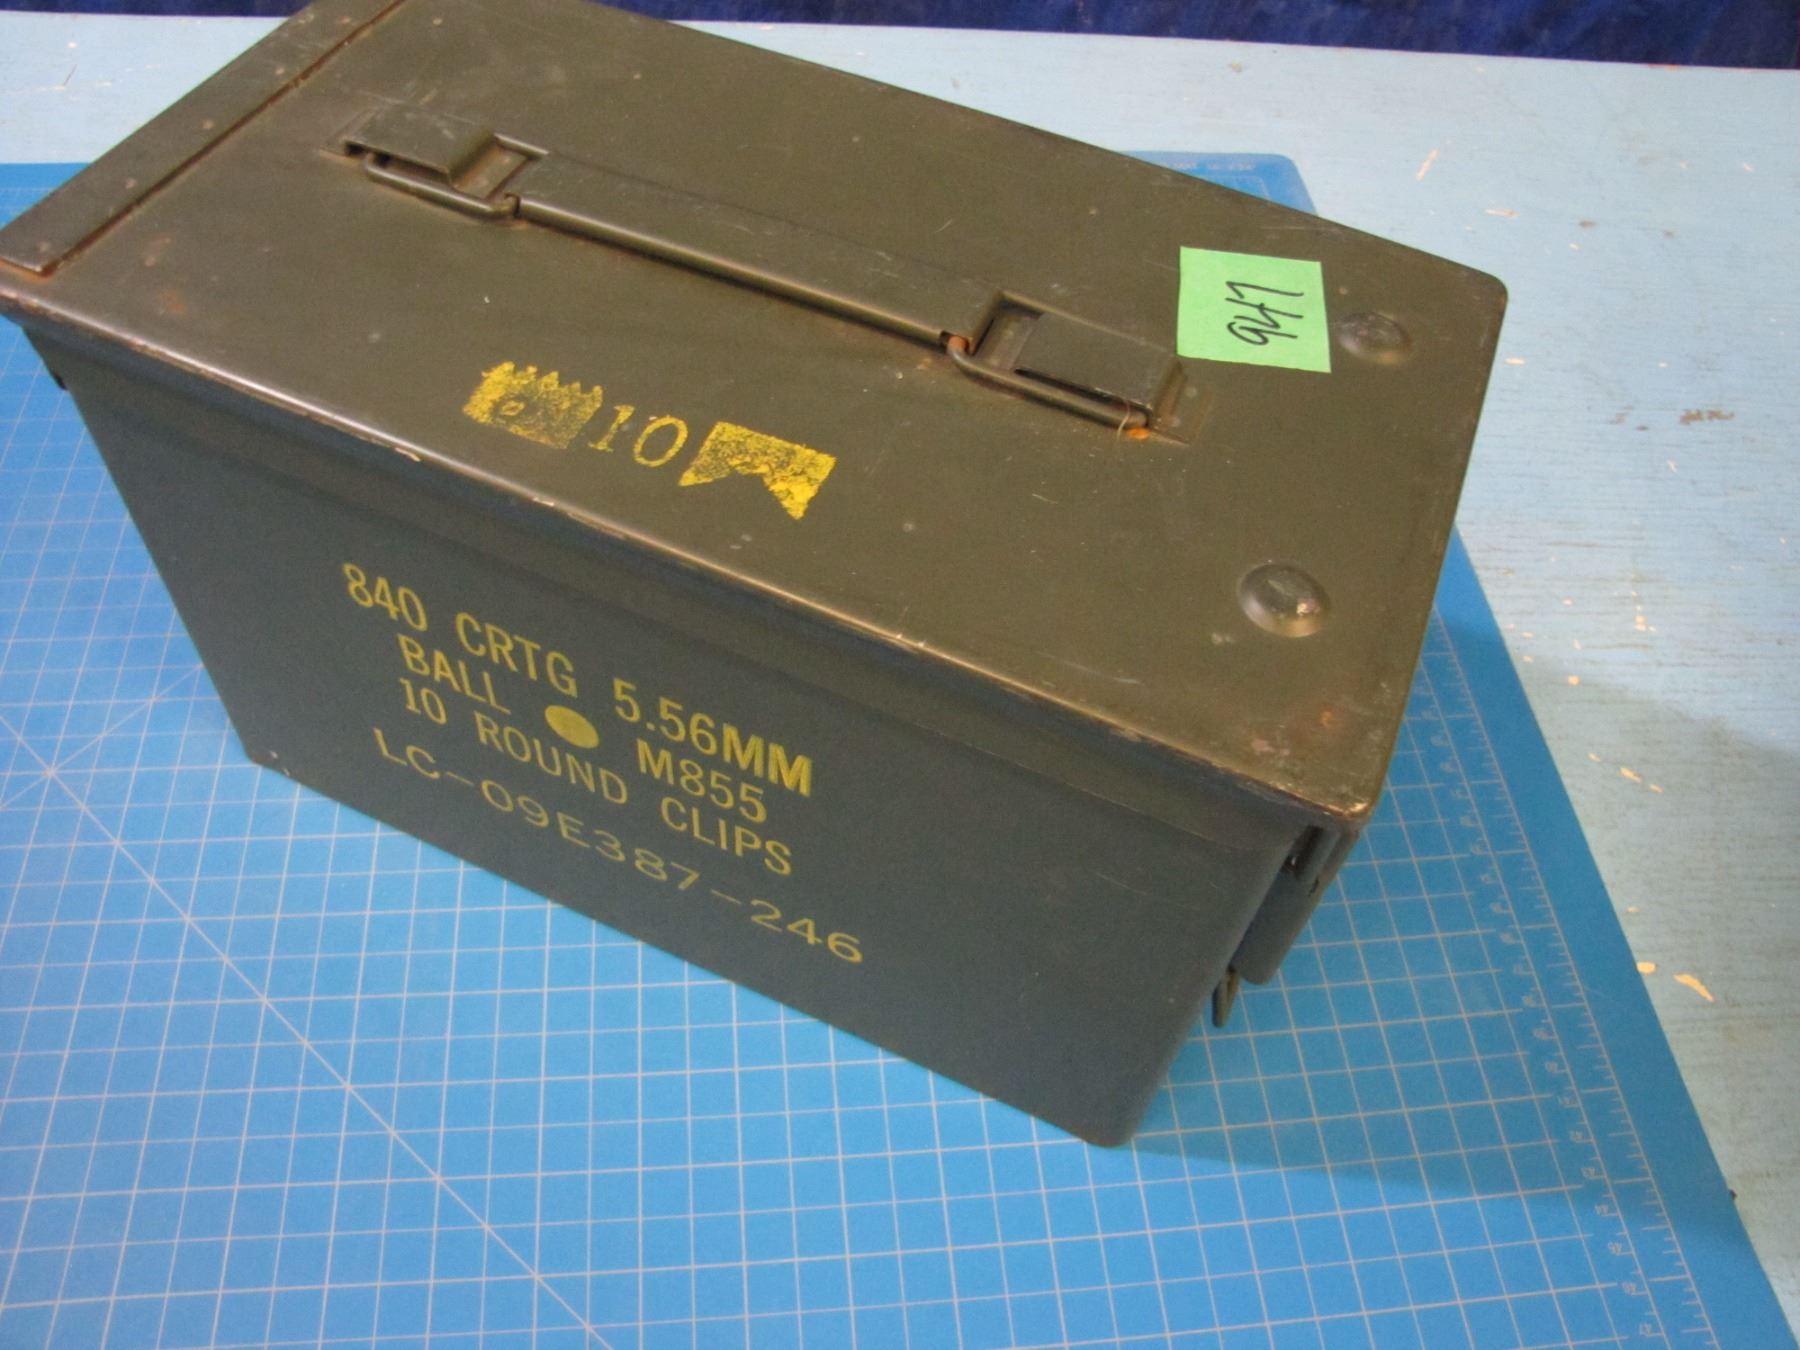 947
10
840 CRTG 5.56MM
BALL M855
10 ROUND CLIPS
LC-09E387-246